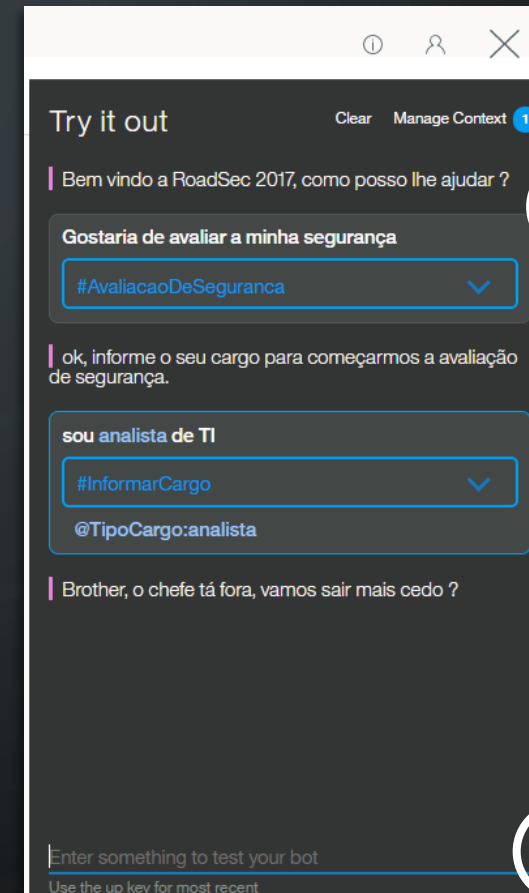 Try it out Clear Manage Context 1
Bem vindo a RoadSec 2017, como posso lhe ajudar ?
Gostaria de avaliar a minha segurança
#AvaliacaoDeSeguranca
ok, informe o seu cargo para começarmos a avaliação
de segurança.
sou analista de TI
#InformarCargo
@TipoCargo:analista
Brother, o chefe tá fora, vamos sair mais cedo ?
Enter something to test your bot
Use the up key for most recent